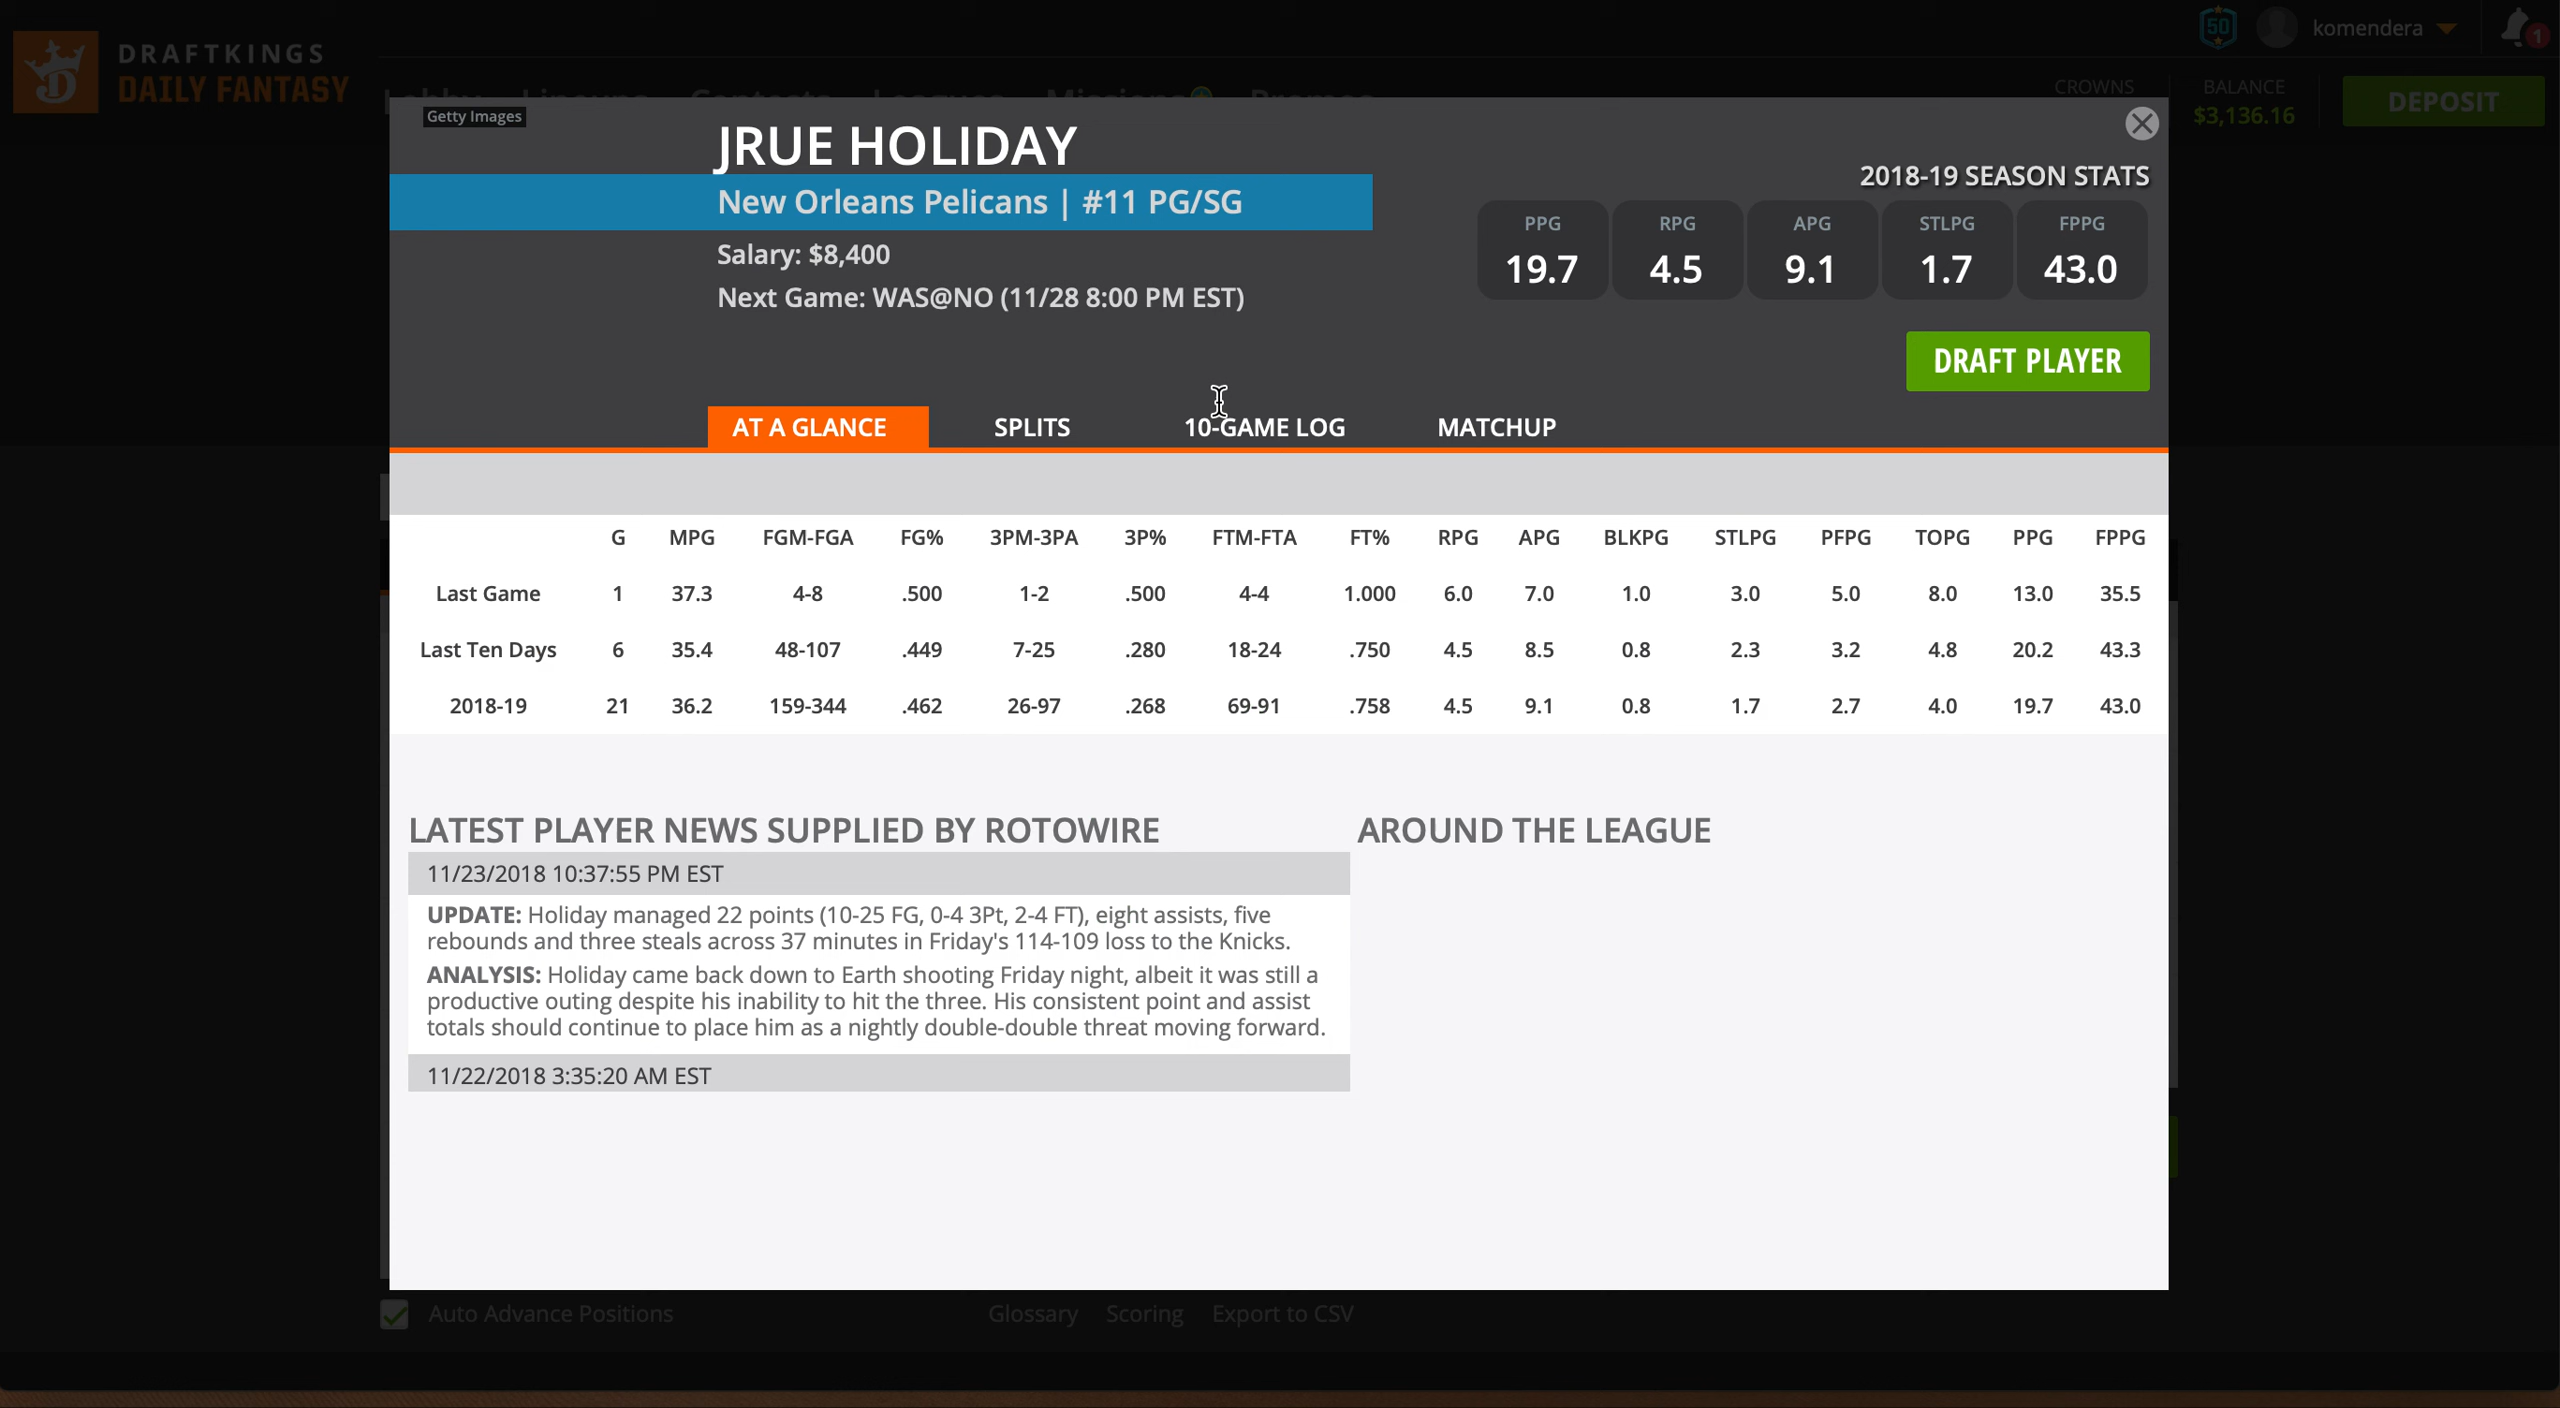 DRAFTKINGS
DAILY FANTASY
50
komendera
1
Lobby Lineups Contests Leagues Missions Promos
CROWNS
BALANCE
$3,136.16
DEPOSIT
Getty Images
JRUE HOLIDAY
New Orleans Pelicans | #11 PG/SG
Salary: $8,400
Next Game: WAS@NO (11/28 8:00 PM EST)
2018-19 SEASON STATS
PPG RPG APG STLPG FPPG
19.7 4.5 9.1 1.7 43.0
DRAFT PLAYER
AT A GLANCE SPLITS 10-GAME LOG MATCHUP
G MPG FGM-FGA FG% 3PM-3PA 3P% FTM-FTA FT% RPG APG BLKPG STLPG PFPG TOPG PPG FPPG
Last Game 1 37.3 4-8 .500 1-2 .500 4-4 1.000 6.0 7.0 1.0 3.0 5.0 8.0 13.0 35.5
Last Ten Days 6 35.4 48-107 .449 7-25 .280 18-24 .750 4.5 8.5 0.8 2.3 3.2 4.8 20.2 43.3
2018-19 21 36.2 159-344 .462 26-97 .268 69-91 .758 4.5 9.1 0.8 1.7 2.7 4.0 19.7 43.0
LATEST PLAYER NEWS SUPPLIED BY ROTOWIRE
11/23/2018 10:37:55 PM EST
UPDATE: Holiday managed 22 points (10-25 FG, 0-4 3Pt, 2-4 FT), eight assists, five
rebounds and three steals across 37 minutes in Friday's 114-109 loss to the Knicks.
ANALYSIS: Holiday came back down to Earth shooting Friday night, albeit it was still a
productive outing despite his inability to hit the three. His consistent point and assist
totals should continue to place him as a nightly double-double threat moving forward.
11/22/2018 3:35:20 AM EST
AROUND THE LEAGUE
Auto Advance Positions
Glossary Scoring Export to CSV